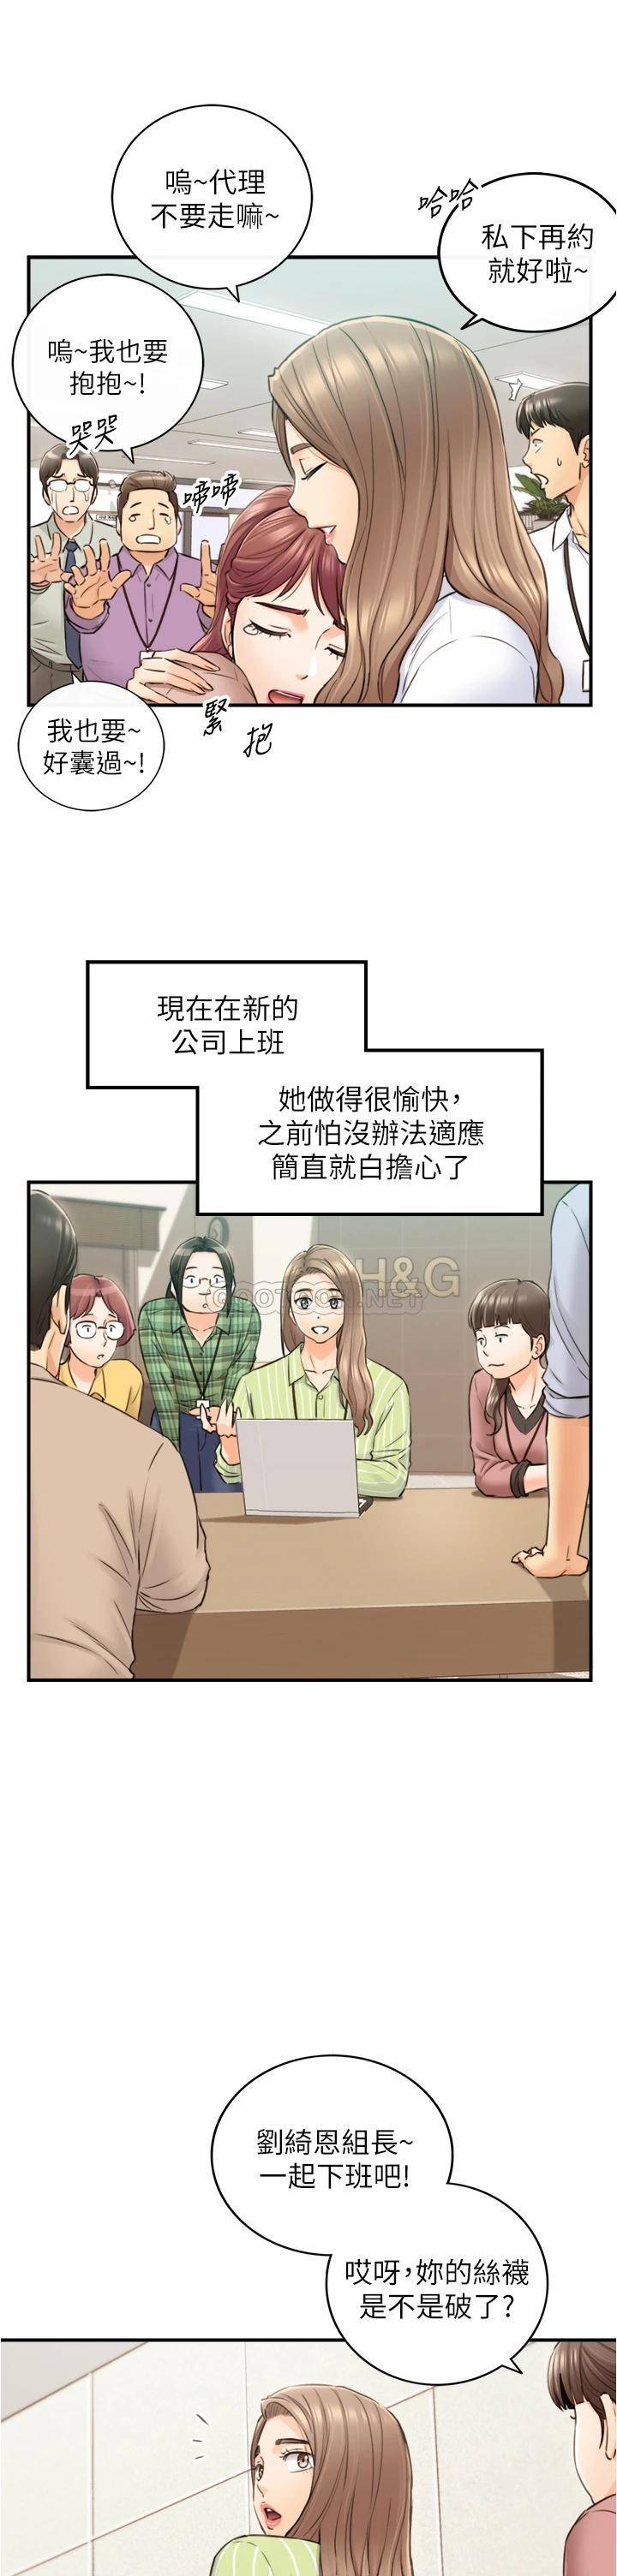 嗚~代理
不要走嘛~
哈哈
私下再約
就好啦~
嗚~我也要
抱抱~!
哭哭
啼啼
緊
抱
我也要~
好囊過~!
現在在新的
公司上班
她做得很愉快,
之前怕沒辦法適應
簡直就白擔心了
H&G
GOOTOON.NET
劉綺恩組長~
一起下班吧!
哎呀,妳的絲襪
是不是破了?